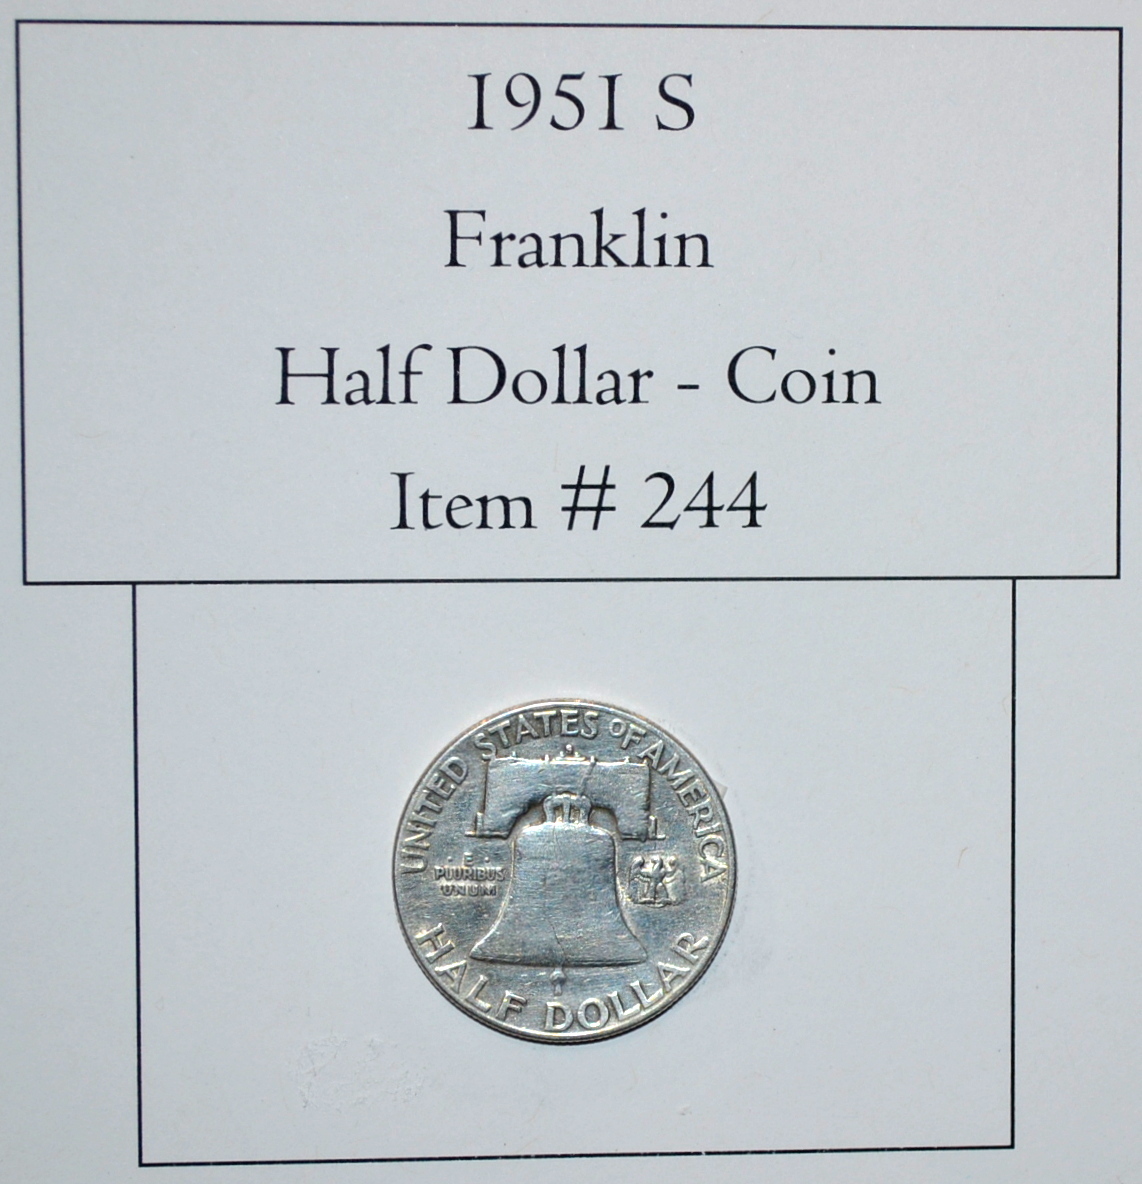 1951 S
Franklin
Half Dollar - Coin
Item # 244
UNITED STATES OF AMERICA
· E ·
PLURIBUS
UNUM
HALF DOLLAR